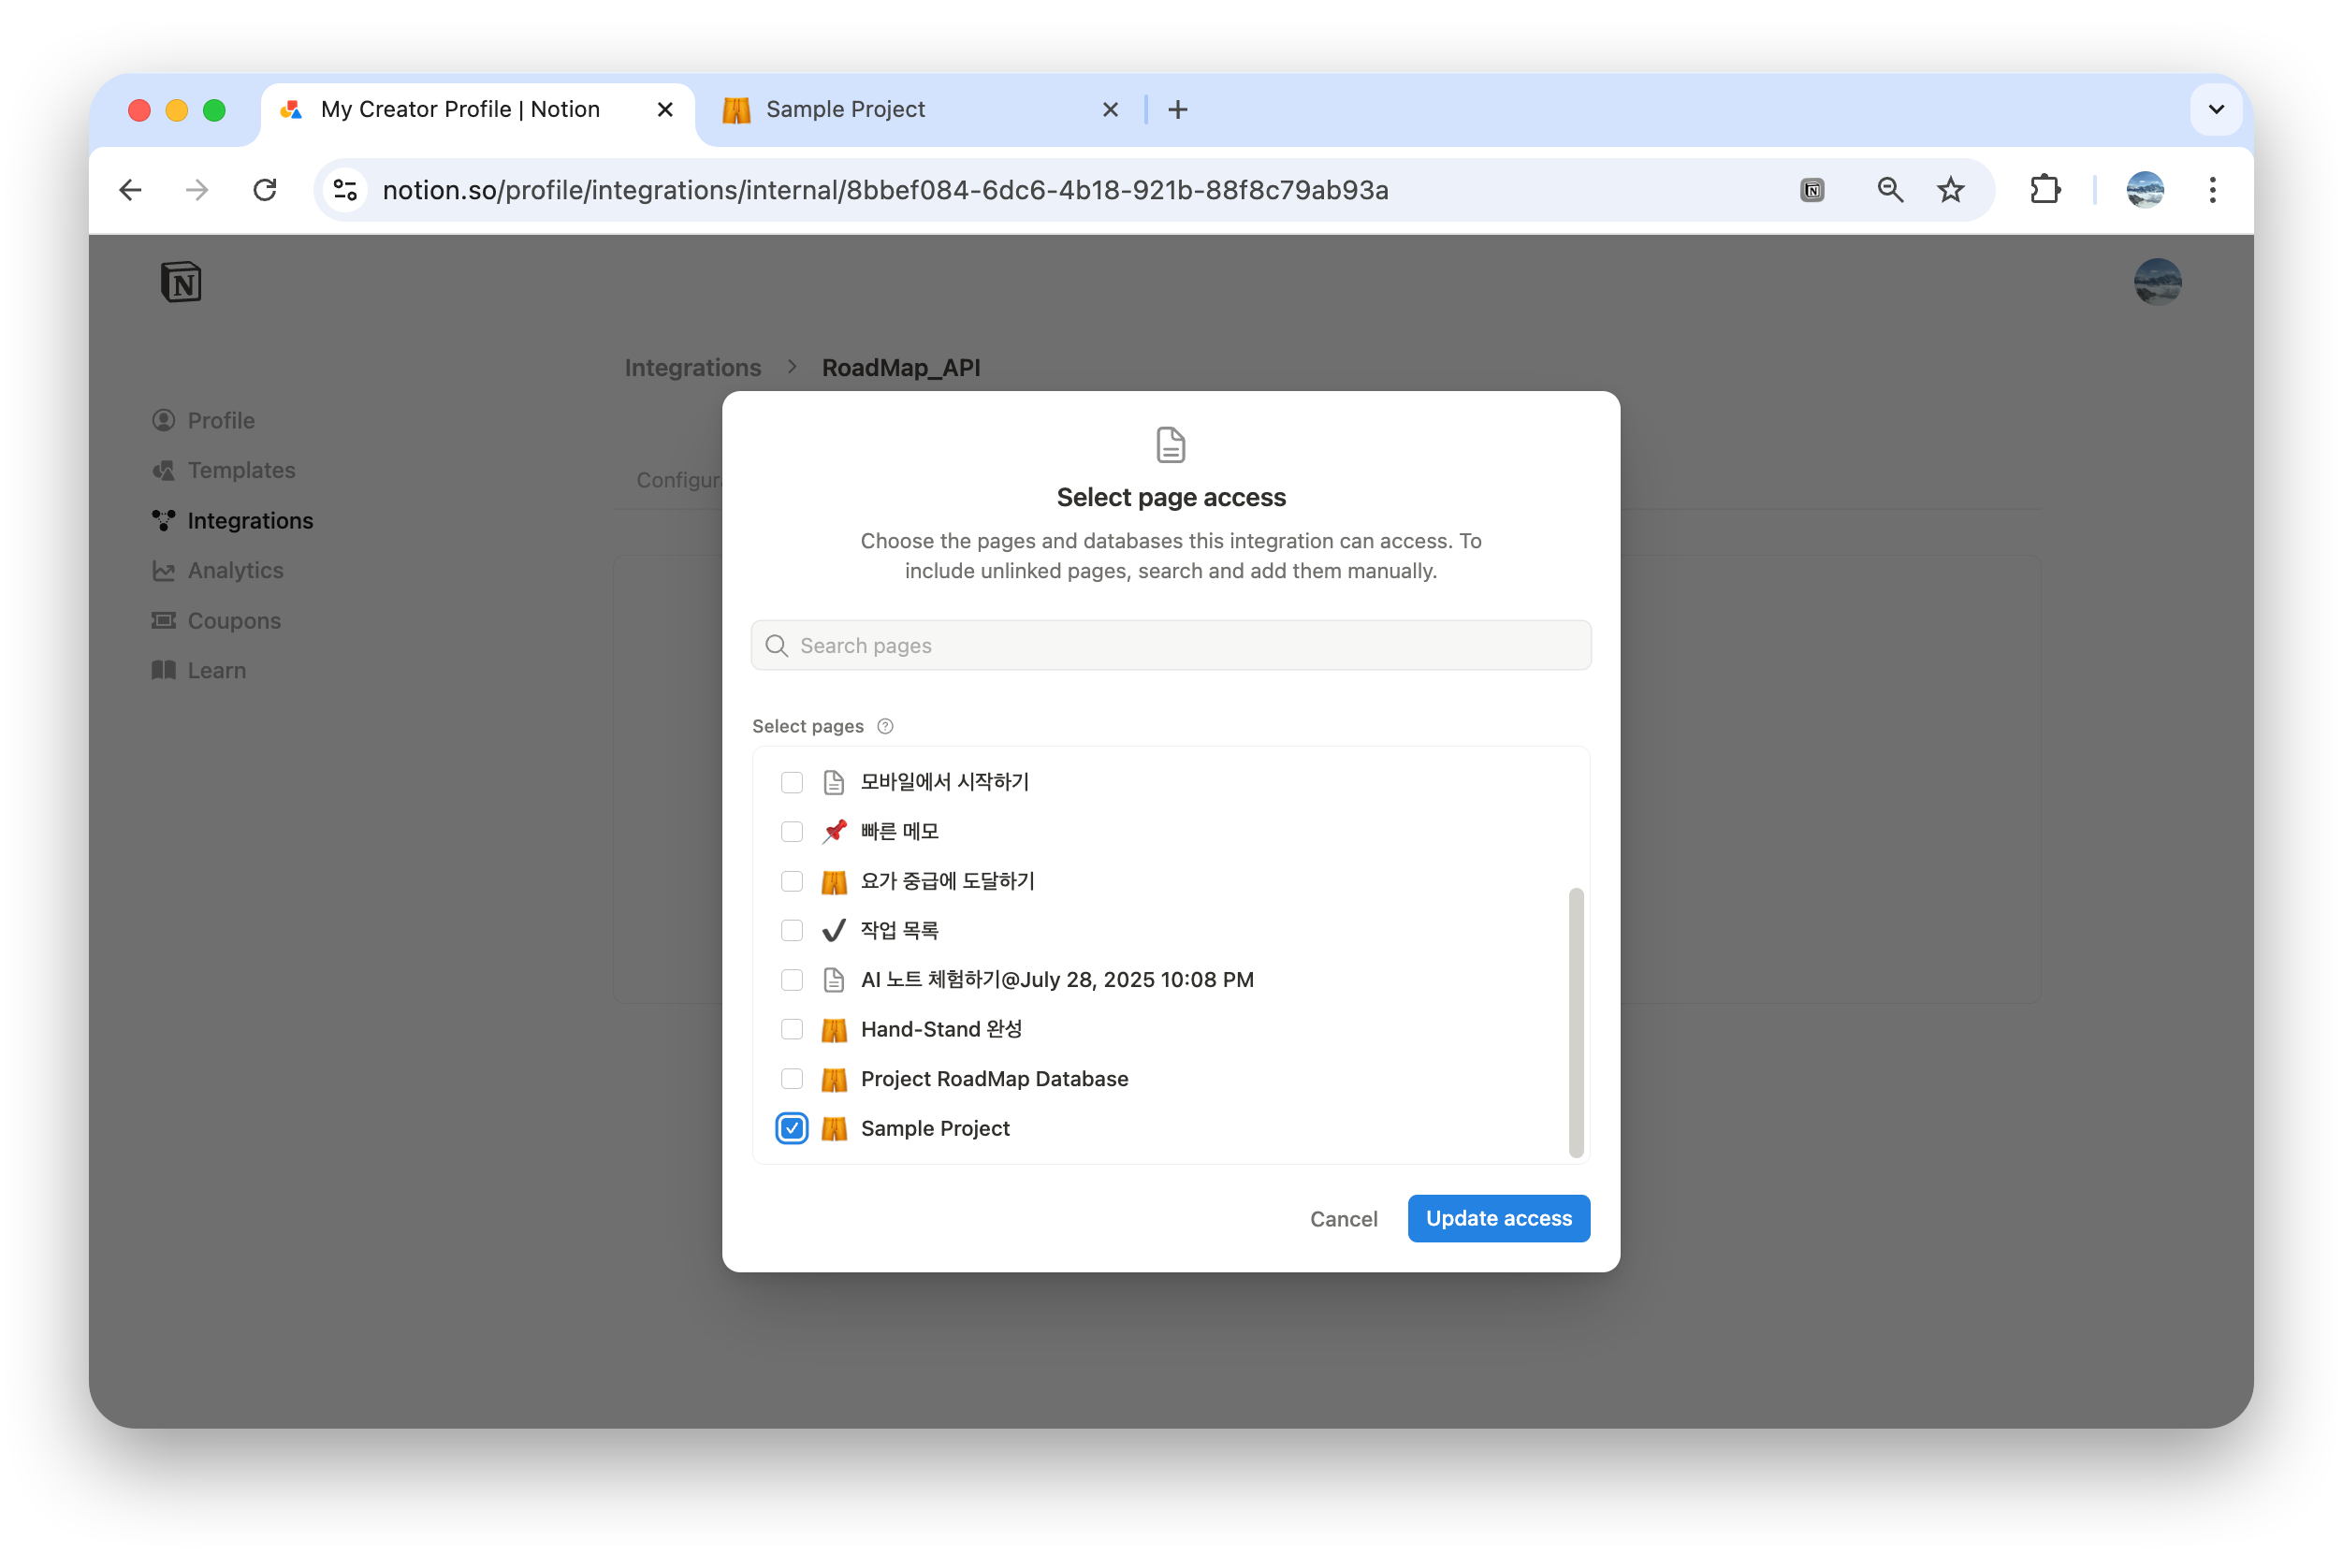 My Creator Profile | Notion
Sample Project
notion.so/profile/integrations/internal/8bbef084-6dc6-4b18-921b-88f8c79ab93a
Integrations > RoadMap_API
Profile
Templates
Integrations
Analytics
Coupons
Learn
Configura
Select page access
Choose the pages and databases this integration can access. To
include unlinked pages, search and add them manually.
Search pages
Select pages
모바일에서 시작하기
빠른 메모
요가 중급에 도달하기
작업 목록
AI 노트 체험하기@July 28, 2025 10:08 PM
Hand-Stand 완성
Project RoadMap Database
Sample Project
Cancel
Update access